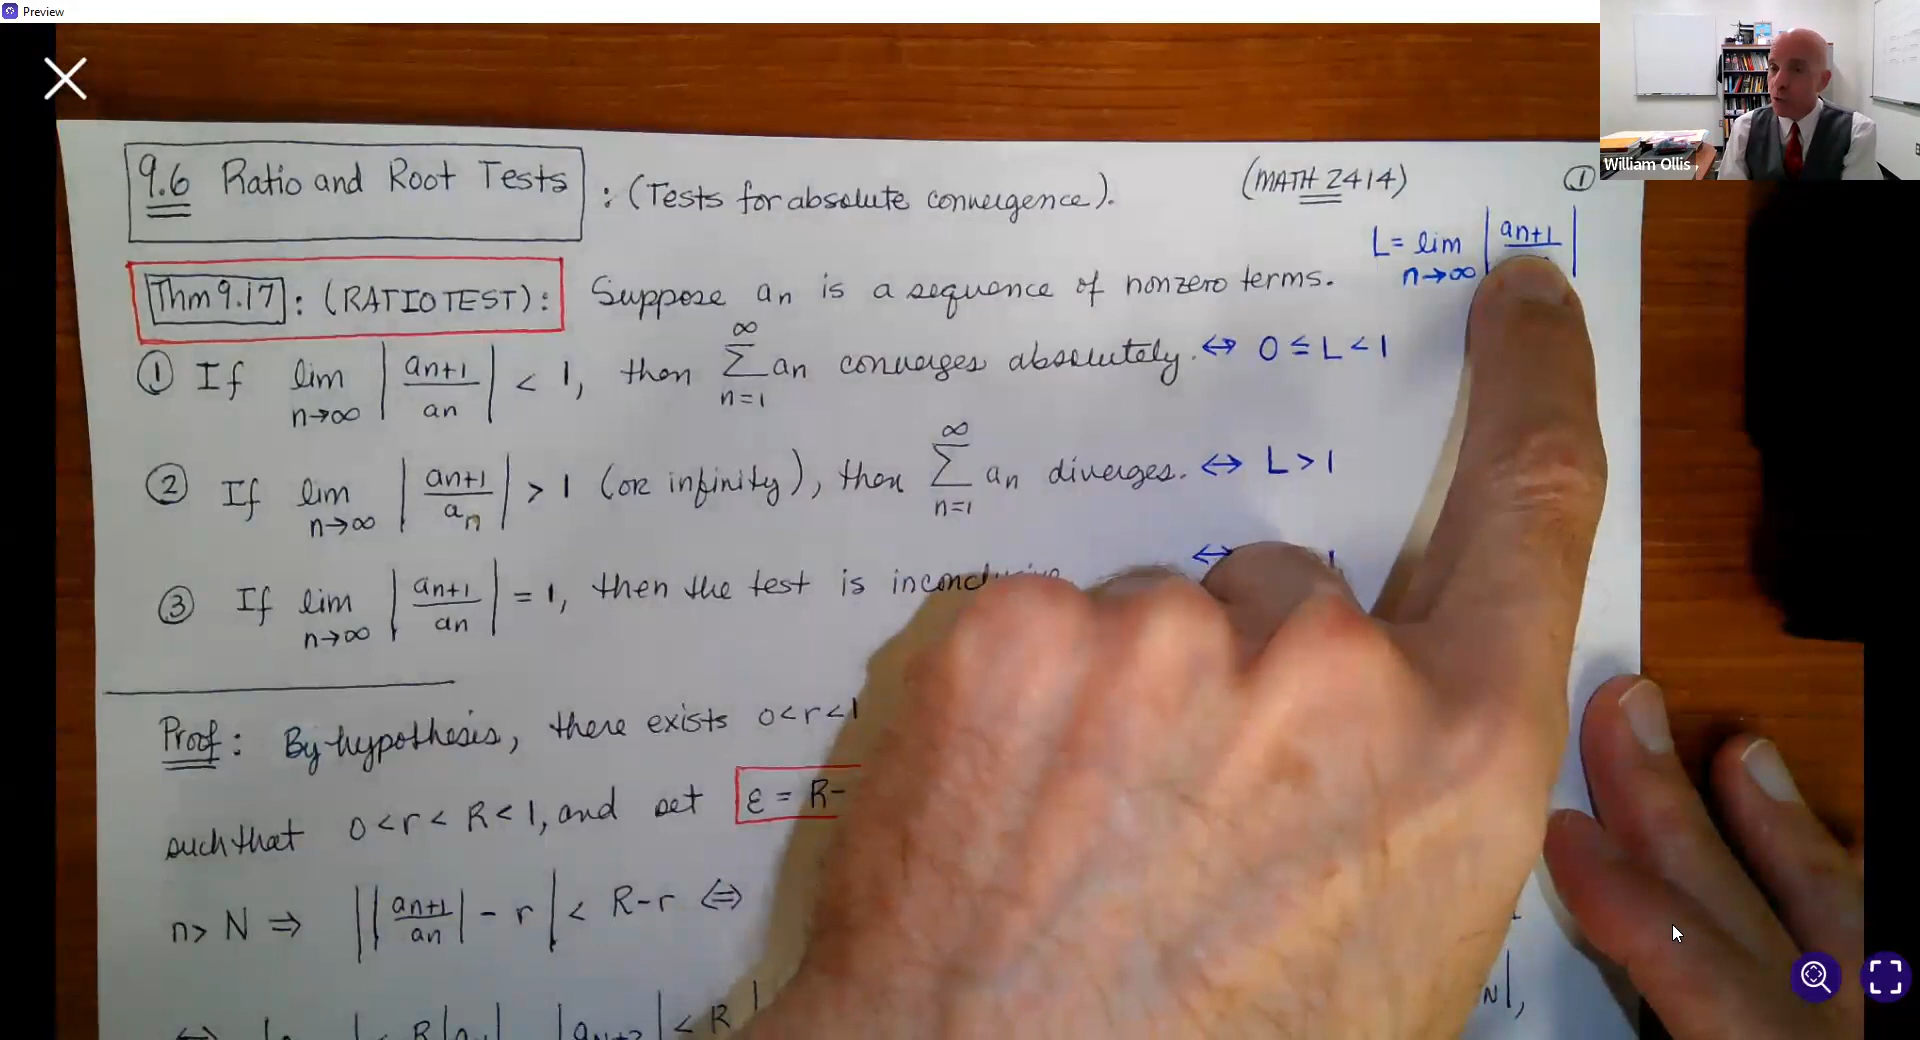 Preview
William Ollis
9.6 Ratio and Root Tests : (Tests for absolute convergence). (MATH 2414) ①
L = lim n→∞ |an+1
Thm 9.17 : (RATIO TEST) : Suppose an is a sequence of nonzero terms.
① If lim n→∞ |an+1/an| < 1, then ∞ Σ n=1 an converges absolutely. ↔ 0 ≤ L < 1
② If lim n→∞ |an+1/an| > 1 (or infinity), then ∞ Σ n=1 an diverges. ↔ L > 1
③ If lim n→∞ |an+1/an| = 1, then the test is ↔ 1
Proof : By hypothesis, there exists 0<r<1
such that 0<r<R<1, and set ε = R-
n> N ⇒ ||an+1/an| - r| < R-r ⇔